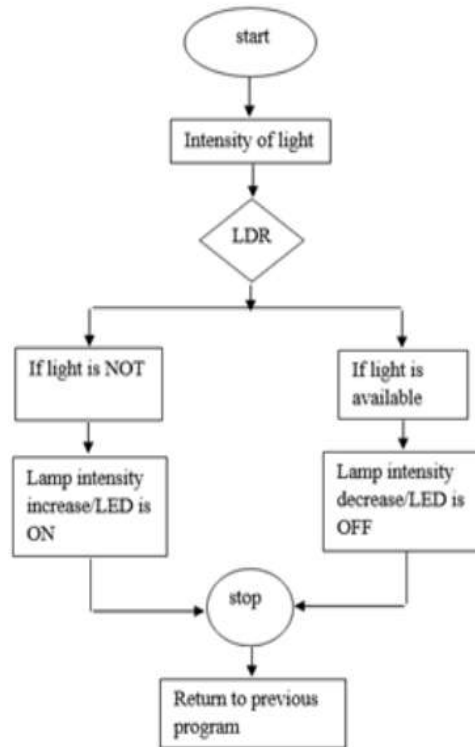 start
Intensity of light
LDR
If light is NOT
If light is
available
Lamp intensity
increase/LED is
ON
Lamp intensity
decrease/LED is
OFF
stop
Return to previous
program